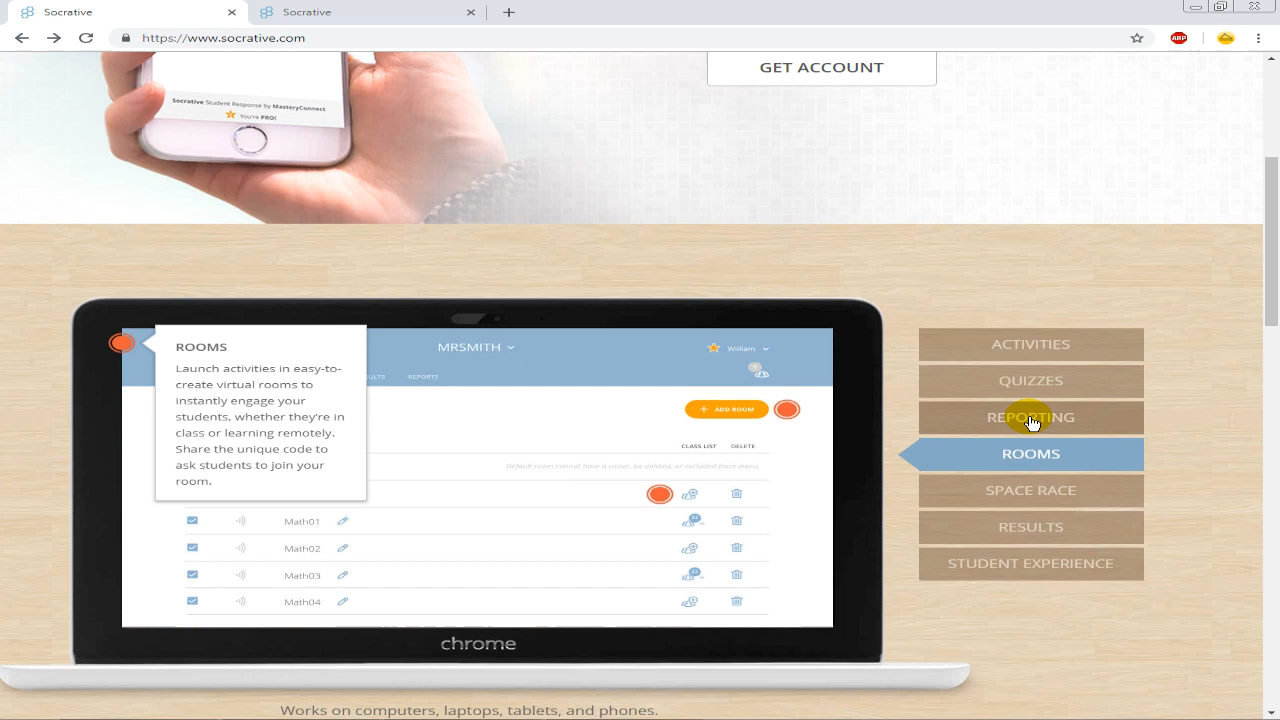 Socrative
Socrative
https://www.socrative.com
ABP
GET ACCOUNT
Socrative Student Response by MasteryConnect
You're PRO!
ROOMS
Launch activities in easy-to-
create virtual rooms to
instantly engage your
students, whether they're in
class or learning remotely.
Share the unique code to
ask students to join your
room.
MRSMITH
William
REPORTS
ADD ROOM
CLASS LIST DELETE
Default room cannot have a roster, be deleted, or excluded from menu.
Math01
Math02
Math03
Math04
chrome
Works on computers, laptops, tablets, and phones.
ACTIVITIES
QUIZZES
REPORTING
ROOMS
SPACE RACE
RESULTS
STUDENT EXPERIENCE